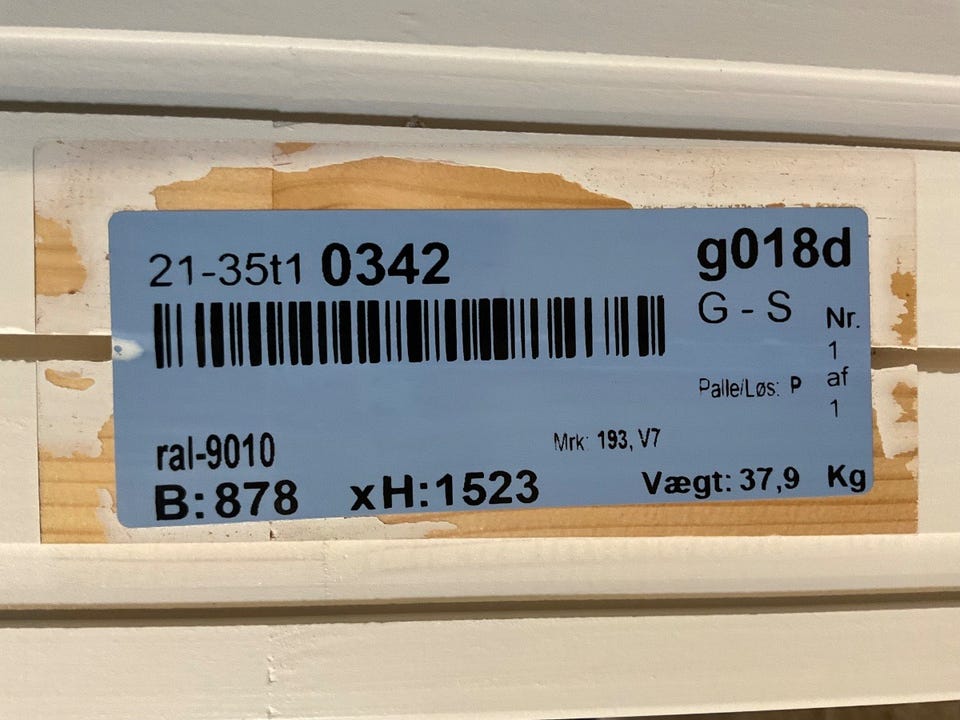 21-35t1 0342
g018d
G - S
Nr.
1
af
1
Palle/Løs: P
ral-9010
Mrk: 193, V7
B: 878 xH: 1523
Vægt: 37,9 Kg